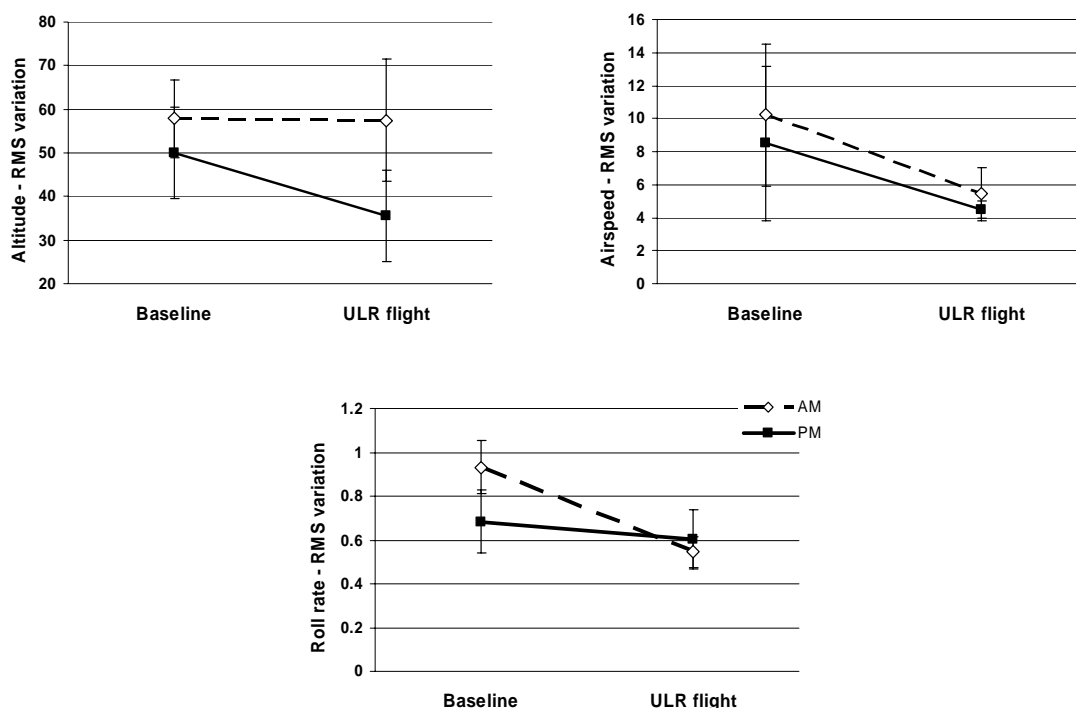 Altitude - RMS variation
80
70
60
50
40
30
20
Baseline ULR flight
Airspeed - RMS variation
16
14
12
10
8
6
4
2
0
Baseline ULR flight
Roll rate - RMS variation
1.2
1
0.8
0.6
0.4
0.2
0
Baseline ULR flight
AM
PM